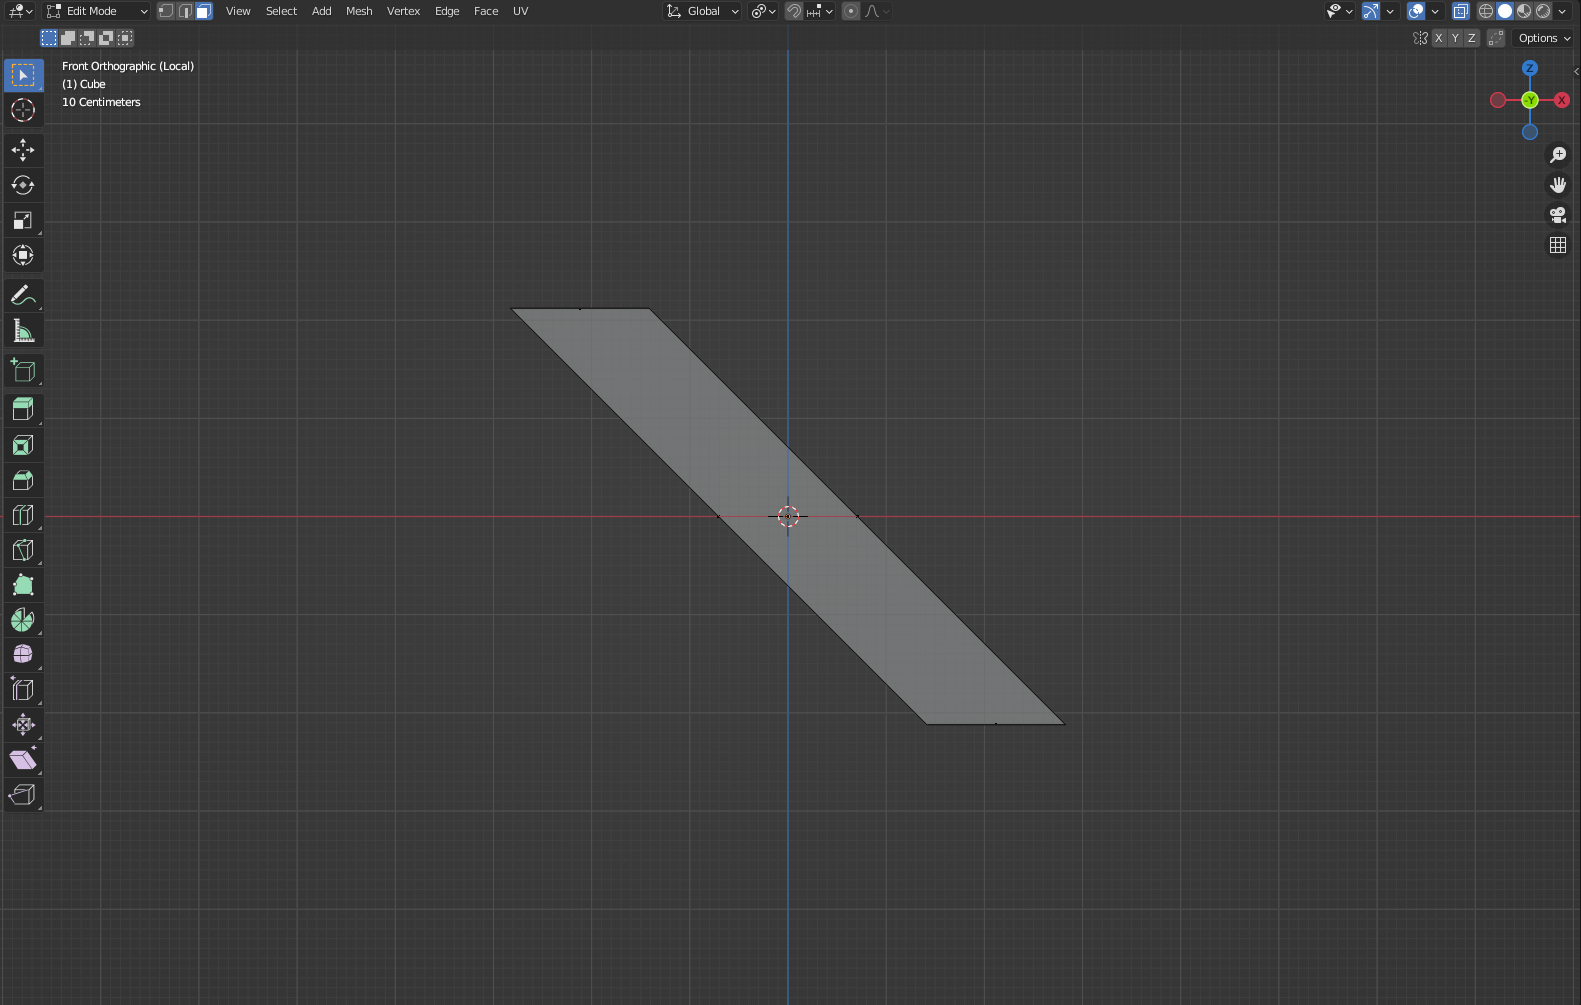 Edit Mode View Select Add Mesh Vertex Edge Face UV Global
X Y Z Options
Front Orthographic (Local)
(1) Cube
10 Centimeters
Z
Y X